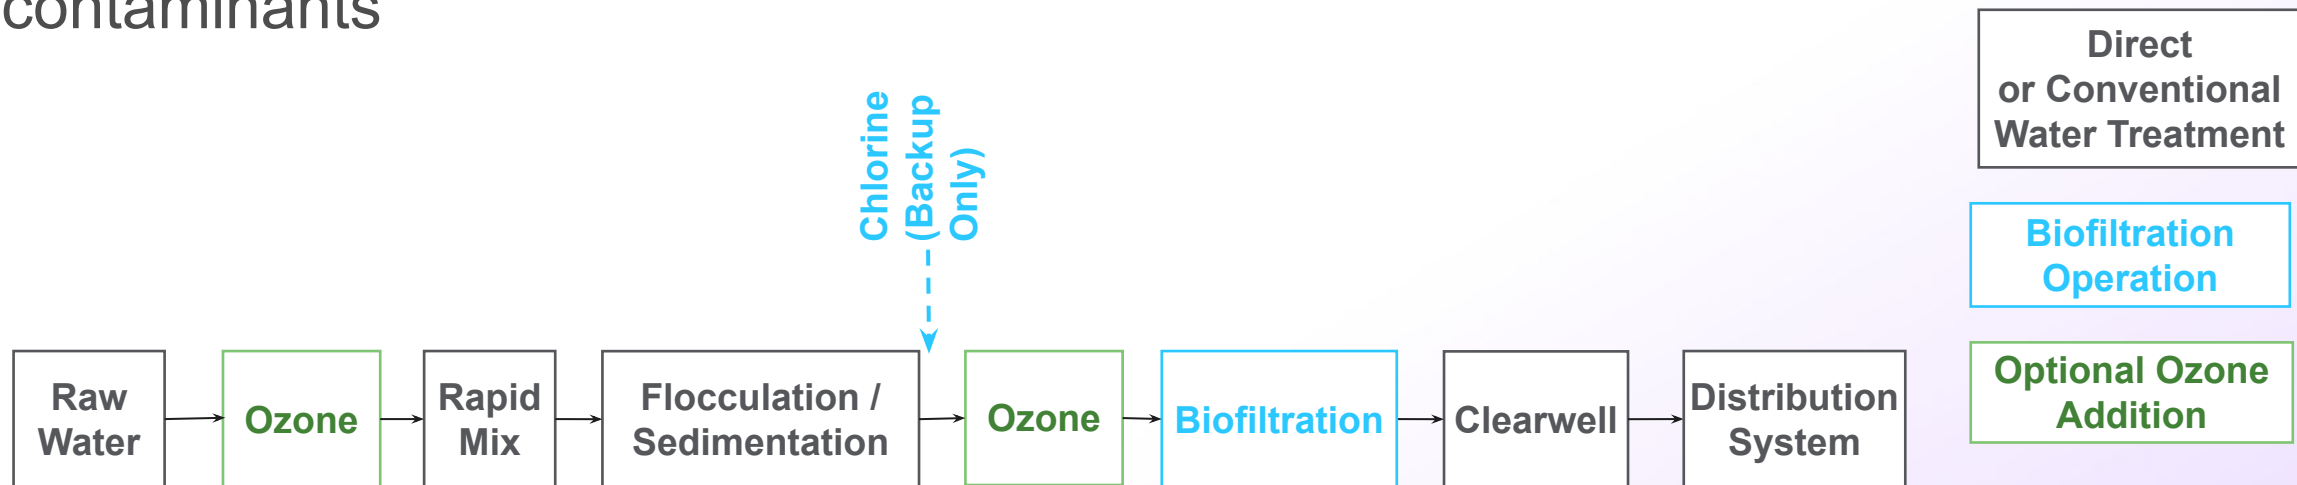 contaminants
Chlorine
(Backup
Only)
Raw
Water
Ozone
Rapid
Mix
Flocculation /
Sedimentation
Ozone
Biofiltration
Clearwell
Distribution
System
Direct
or Conventional
Water Treatment
Biofiltration
Operation
Optional Ozone
Addition